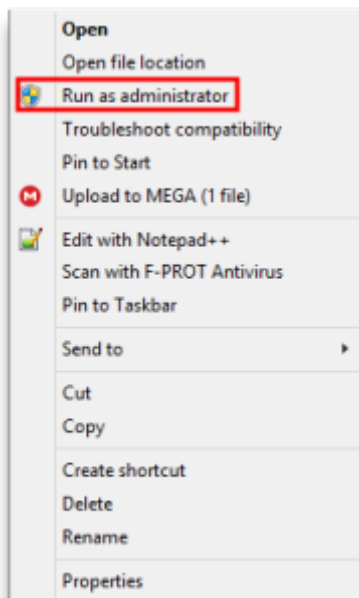 Open
Open file location
Run as administrator
Troubleshoot compatibility
Pin to Start
Upload to MEGA (1 file)
Edit with Notepad++
Scan with F-PROT Antivirus
Pin to Taskbar
Send to
Cut
Copy
Create shortcut
Delete
Rename
Properties